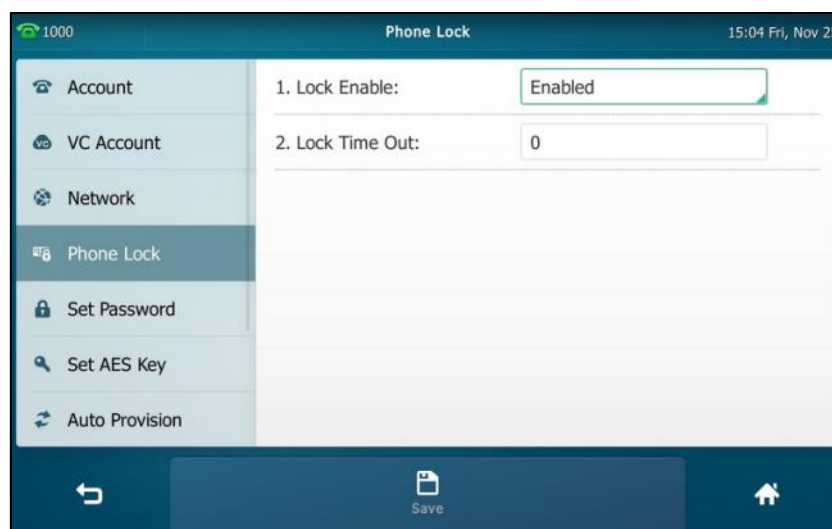 1000 Phone Lock 15:04 Fri, Nov 2
Account
VC Account
Network
Phone Lock
Set Password
Set AES Key
Auto Provision
1. Lock Enable: Enabled
2. Lock Time Out: 0
Save